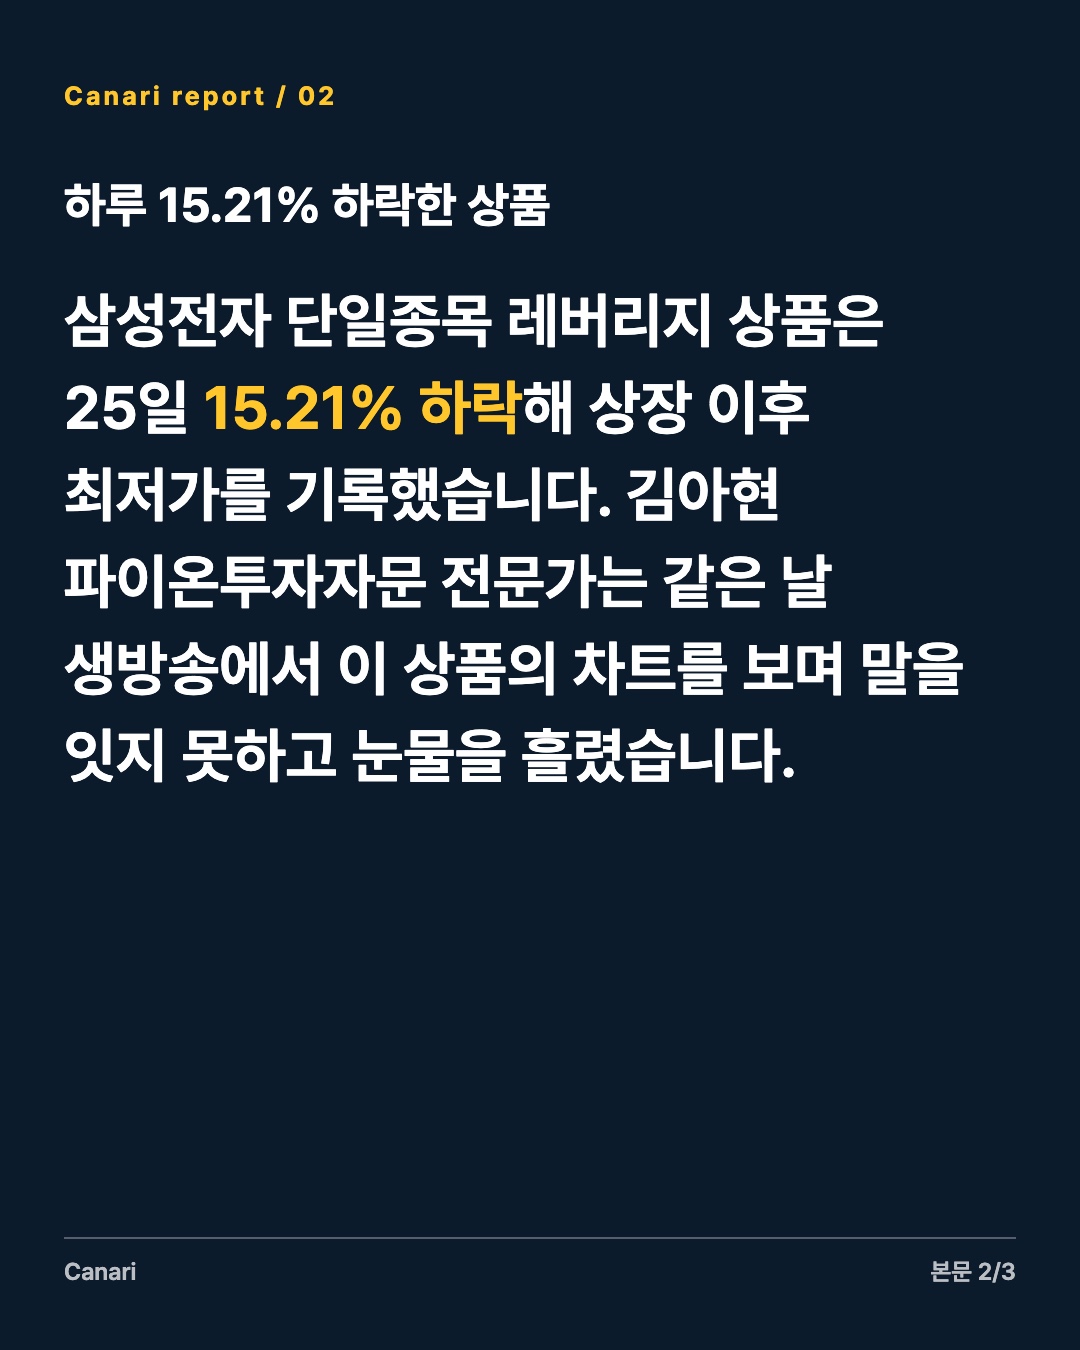 Canari report / 02
하루 15.21% 하락한 상품
삼성전자 단일종목 레버리지 상품은
25일 15.21% 하락해 상장 이후
최저가를 기록했습니다. 김아현
파이온투자자문 전문가는 같은 날
생방송에서 이 상품의 차트를 보며 말을
잇지 못하고 눈물을 흘렸습니다.
Canari
본문 2/3